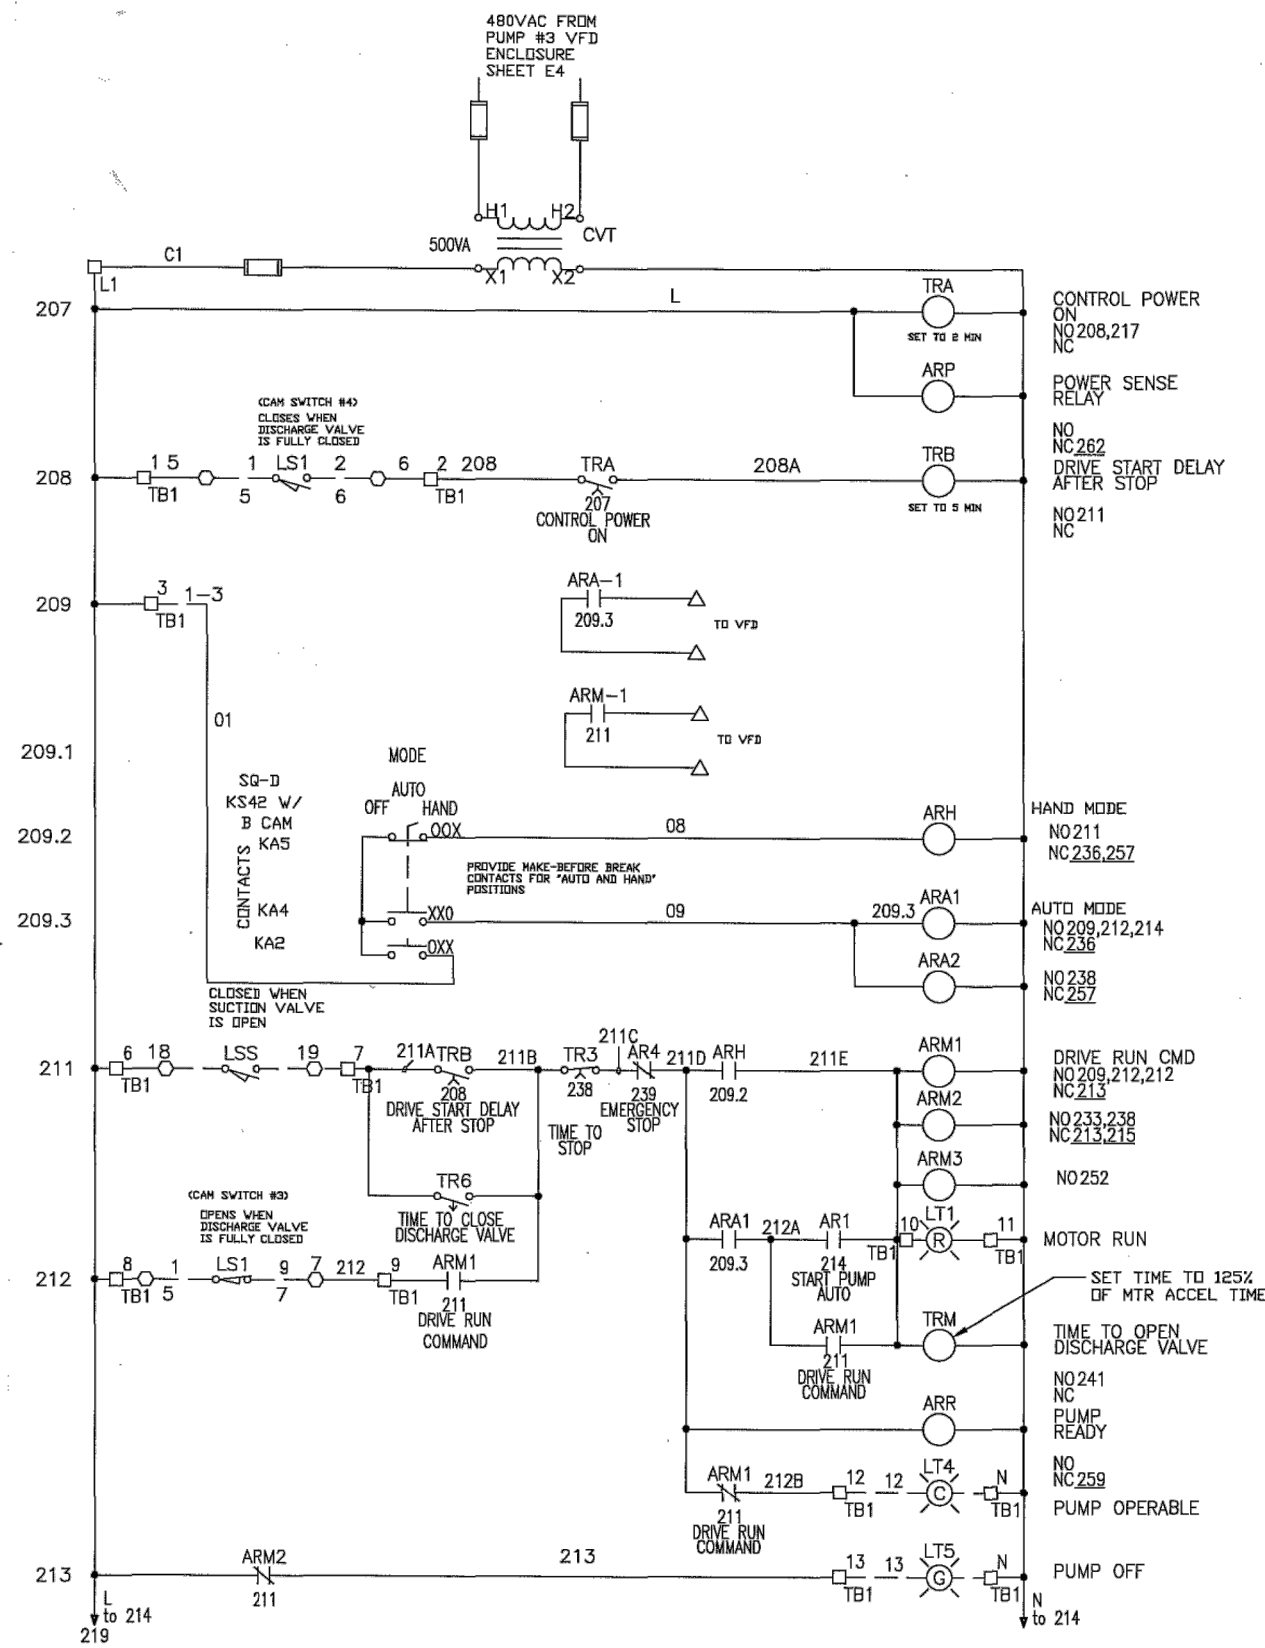 480VAC FROM
PUMP #3 VFD
ENCLOSURE
SHEET E4
H1 H2
500VA CVT
C1
X1 X2
L1
L
207
TRA
SET TO 2 MIN
CONTROL POWER
ON
NO 208,217
NC
ARP
POWER SENSE
RELAY
NO
NC 262
(CAM SWITCH #4)
CLOSES WHEN
DISCHARGE VALVE
IS FULLY CLOSED
208
1 5 1 LS1 2 6 2 208 TRA 208A TRB
TB1 5 6 TB1
207
CONTROL POWER
ON
SET TO 5 MIN
DRIVE START DELAY
AFTER STOP
NO 211
NC
209
3 1-3
TB1
ARA-1
209.3
TO VFD
01
ARM-1
211
TO VFD
209.1
MODE
AUTO
OFF HAND
SQ-D
KS42 W/
B CAM
KA5
CONTACTS
KA4
KA2
209.2
OOX
08
ARH
HAND MODE
NO 211
NC 236,257
PROVIDE MAKE-BEFORE BREAK
CONTACTS FOR "AUTO AND HAND"
POSITIONS
209.3
XXO
09
209.3 ARA1
AUTO MODE
NO 209,212,214
NC 236
OXX
ARA2
NO 238
NC 257
CLOSED WHEN
SUCTION VALVE
IS OPEN
211
6 18 LSS 19 7 211A TRB 211B TR3 211C AR4 211D ARH 211E ARM1
TB1 TB1
208
DRIVE START DELAY
AFTER STOP
238
TIME TO
STOP
239
EMERGENCY
STOP
209.2
DRIVE RUN CMD
NO 209,212,212
NC 213
ARM2
NO 233,238
NC 213,215
ARM3
NO 252
TR6
TIME TO CLOSE
DISCHARGE VALVE
(CAM SWITCH #3)
OPENS WHEN
DISCHARGE VALVE
IS FULLY CLOSED
ARA1 212A AR1 10 LT1 11
209.3
214
START PUMP
AUTO
TB1 R TB1
MOTOR RUN
212
8 1 LS1 9 7 212 9 ARM1
TB1 5 7 TB1
211
DRIVE RUN
COMMAND
SET TIME TO 125%
OF MTR ACCEL TIME
ARM1
211
DRIVE RUN
COMMAND
TRM
TIME TO OPEN
DISCHARGE VALVE
NO 241
NC
ARR
PUMP
READY
NO
NC 259
ARM1 212B 12 12 LT4 N
211
DRIVE RUN
COMMAND
TB1 C TB1
PUMP OPERABLE
213
ARM2 213 13 13 LT5 N
211
TB1 G TB1
PUMP OFF
L
to 214
219
N
to 214